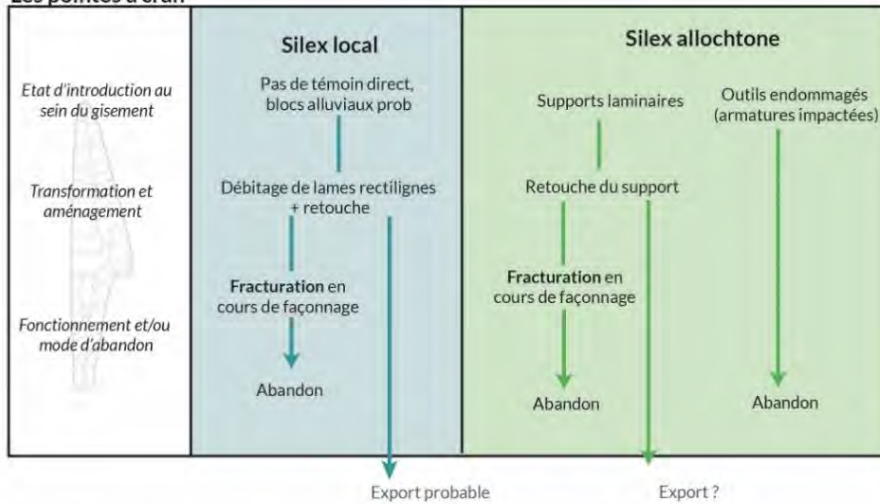 Les pointes à cran
Silex local
Silex allochtone
Etat d'introduction au
sein du gisement
Pas de témoin direct,
blocs alluviaux prob
Supports laminaires
Outils endommagés
(armatures impactées)
Transformation et
aménagement
Débitage de lames rectilignes
+ retouche
Retouche du support
Fracturation en
cours de façonnage
Fracturation en
cours de façonnage
Fonctionnement et/ou
mode d'abandon
Abandon
Abandon
Abandon
Export probable
Export ?